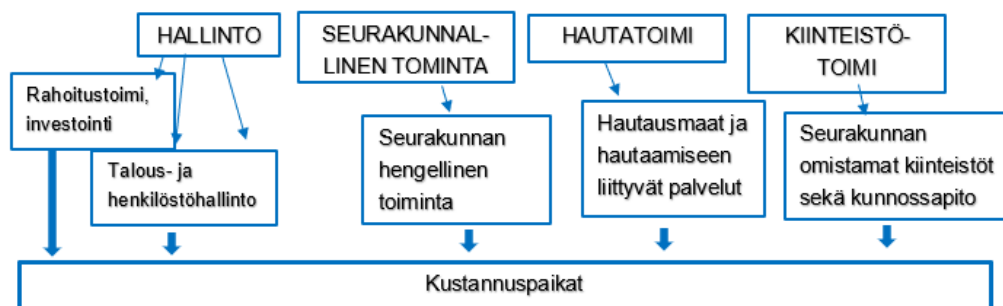 HALLINTO
SEURAKUNNAL-
LINEN TOMINTA
HAUTATOIMI
KIINTEISTÖ-
TOIMI
Rahoitustoimi,
investointi
Talous- ja
henkilöstöhallinto
Seurakunnan
hengellinen
toiminta
Hautausmaat ja
hautaamiseen
liittyvät palvelut
Seurakunnan
omistamat kiinteistöt
sekä kunnossapito
Kustannuspaikat